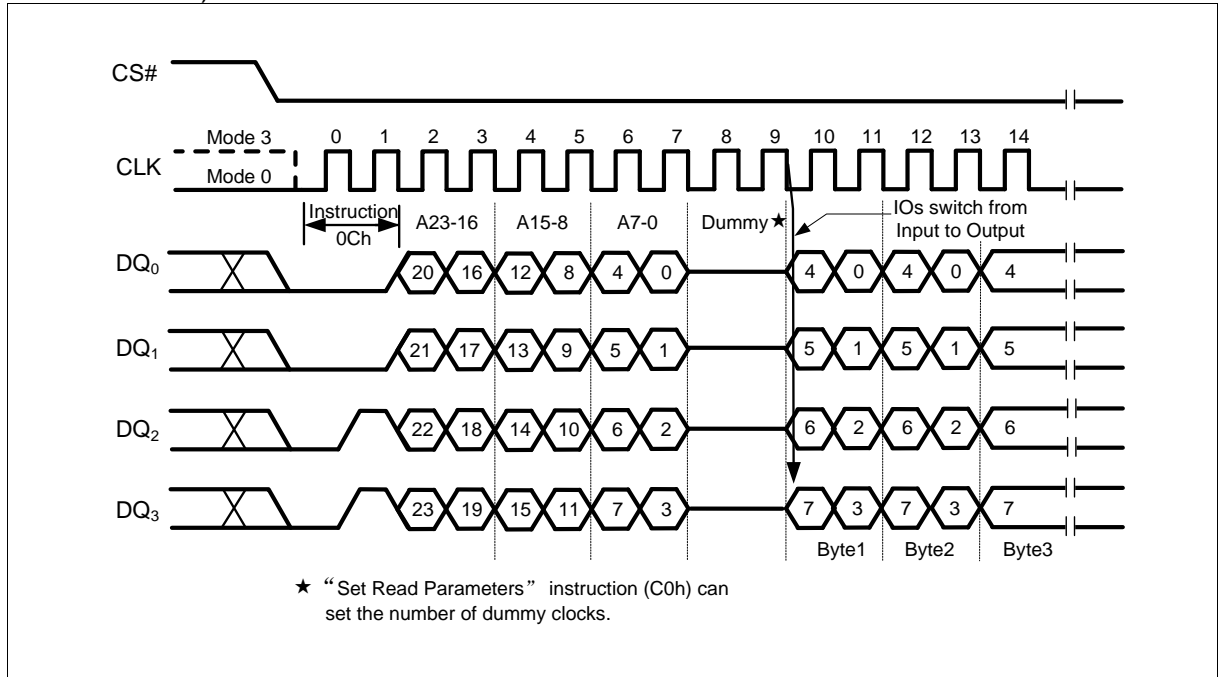 CS#
Mode 3
0 1 2 3 4 5 6 7 8 9 10 11 12 13 14
CLK
Mode 0
Instruction
0Ch
A23-16 A15-8 A7-0 Dummy★
IOs switch from
Input to Output
DQ0 20 16 12 8 4 0 4 0 4 0 4
DQ1 21 17 13 9 5 1 5 1 5 1 5
DQ2 22 18 14 10 6 2 6 2 6 2 6
DQ3 23 19 15 11 7 3 7 3 7 3 7
Byte1 Byte2 Byte3
★ “Set Read Parameters” instruction (C0h) can
set the number of dummy clocks.